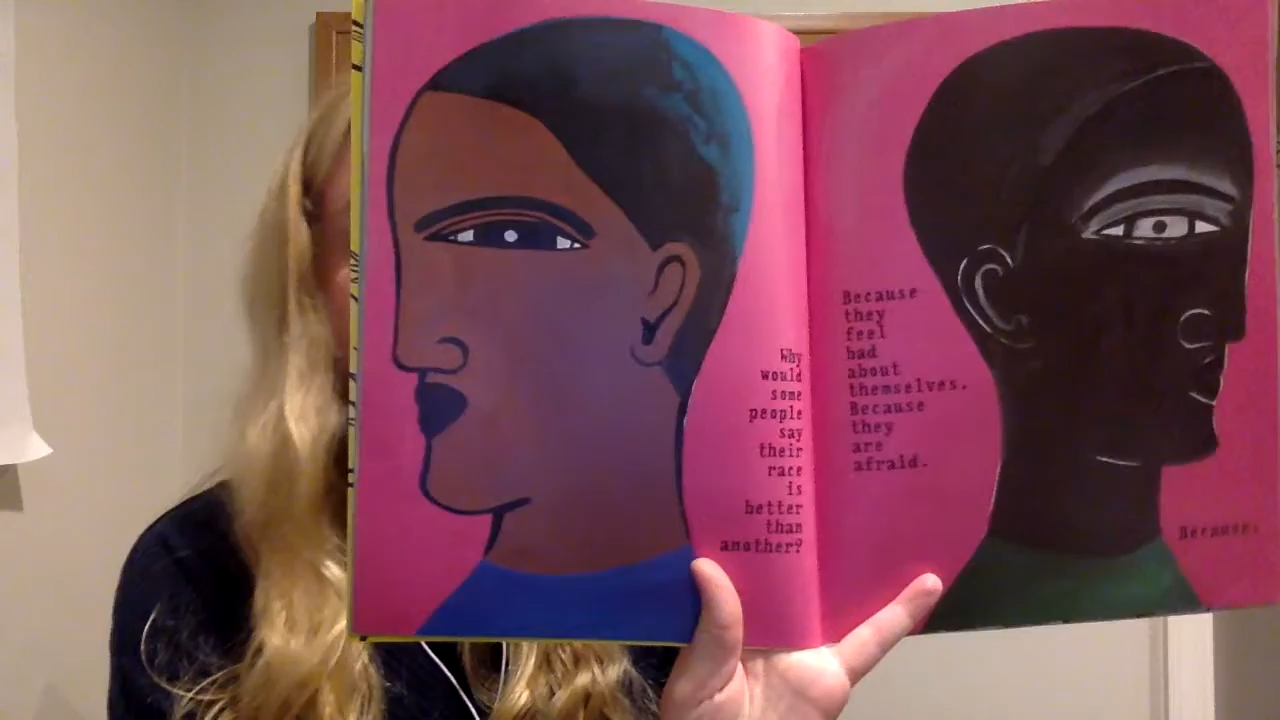 Why
would
some
people
say
their
race
is
better
than
another?
Because
they
feel
bad
about
themselves.
Because
they
are
afraid.
Because.